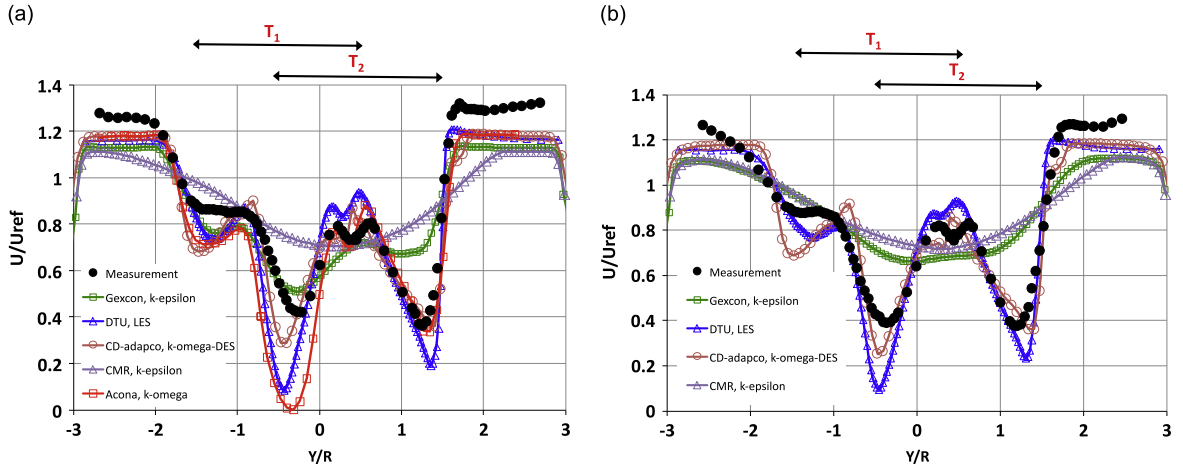 (a)
T1
T2
U/Uref
1.4
1.2
1
0.8
0.6
0.4
0.2
0
Measurement
Gexcon, k-epsilon
DTU, LES
CD-adapco, k-omega-DES
CMR, k-epsilon
Acona, k-omega
-3 -2 -1 0 1 2 3
Y/R
(b)
T1
T2
U/Uref
1.4
1.2
1
0.8
0.6
0.4
0.2
0
Measurement
Gexcon, k-epsilon
DTU, LES
CD-adapco, k-omega-DES
CMR, k-epsilon
-3 -2 -1 0 1 2 3
Y/R